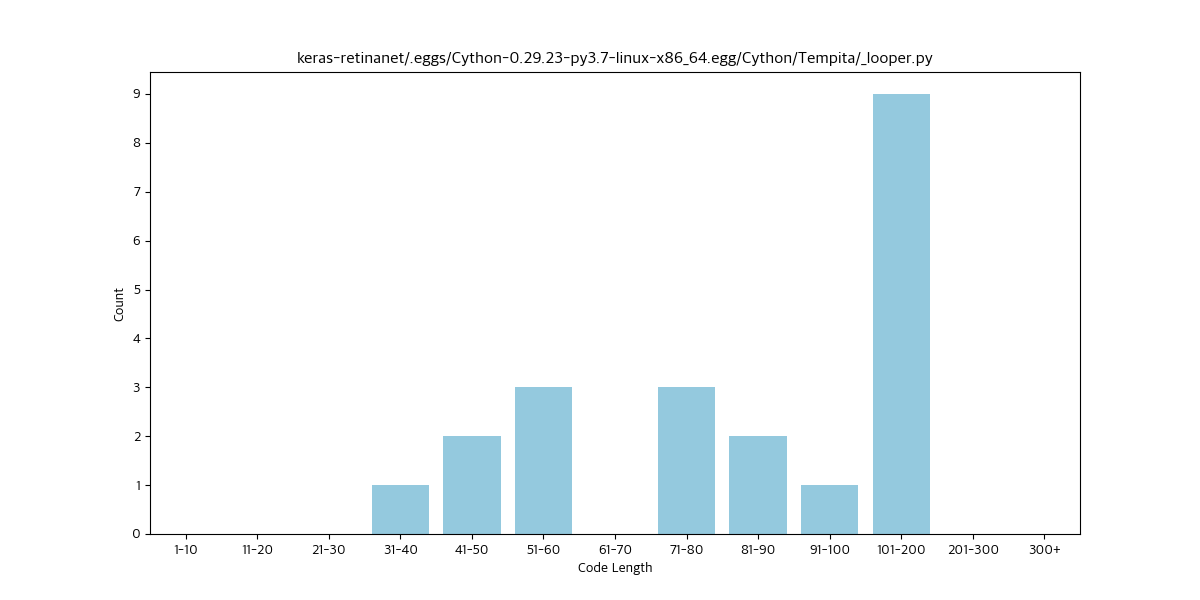 keras-retinanet/.eggs/Cython-0.29.23-py3.7-linux-x86_64.egg/Cython/Tempita/_looper.py
9
8
7
6
5
4
3
2
1
0
Count
1-10 11-20 21-30 31-40 41-50 51-60 61-70 71-80 81-90 91-100 101-200 201-300 300+
Code Length